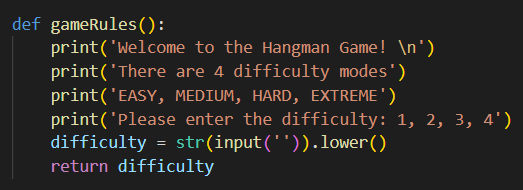 def gameRules():
    print('Welcome to the Hangman Game! \n')
    print('There are 4 difficulty modes')
    print('EASY, MEDIUM, HARD, EXTREME')
    print('Please enter the difficulty: 1, 2, 3, 4')
    difficulty = str(input('')).lower()
    return difficulty